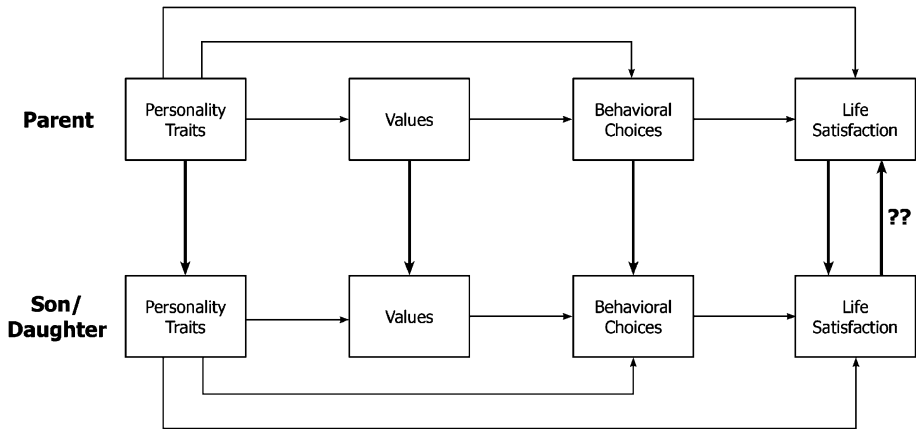 Parent
Personality
Traits
Values
Behavioral
Choices
Life
Satisfaction
??
Son/
Daughter
Personality
Traits
Values
Behavioral
Choices
Life
Satisfaction